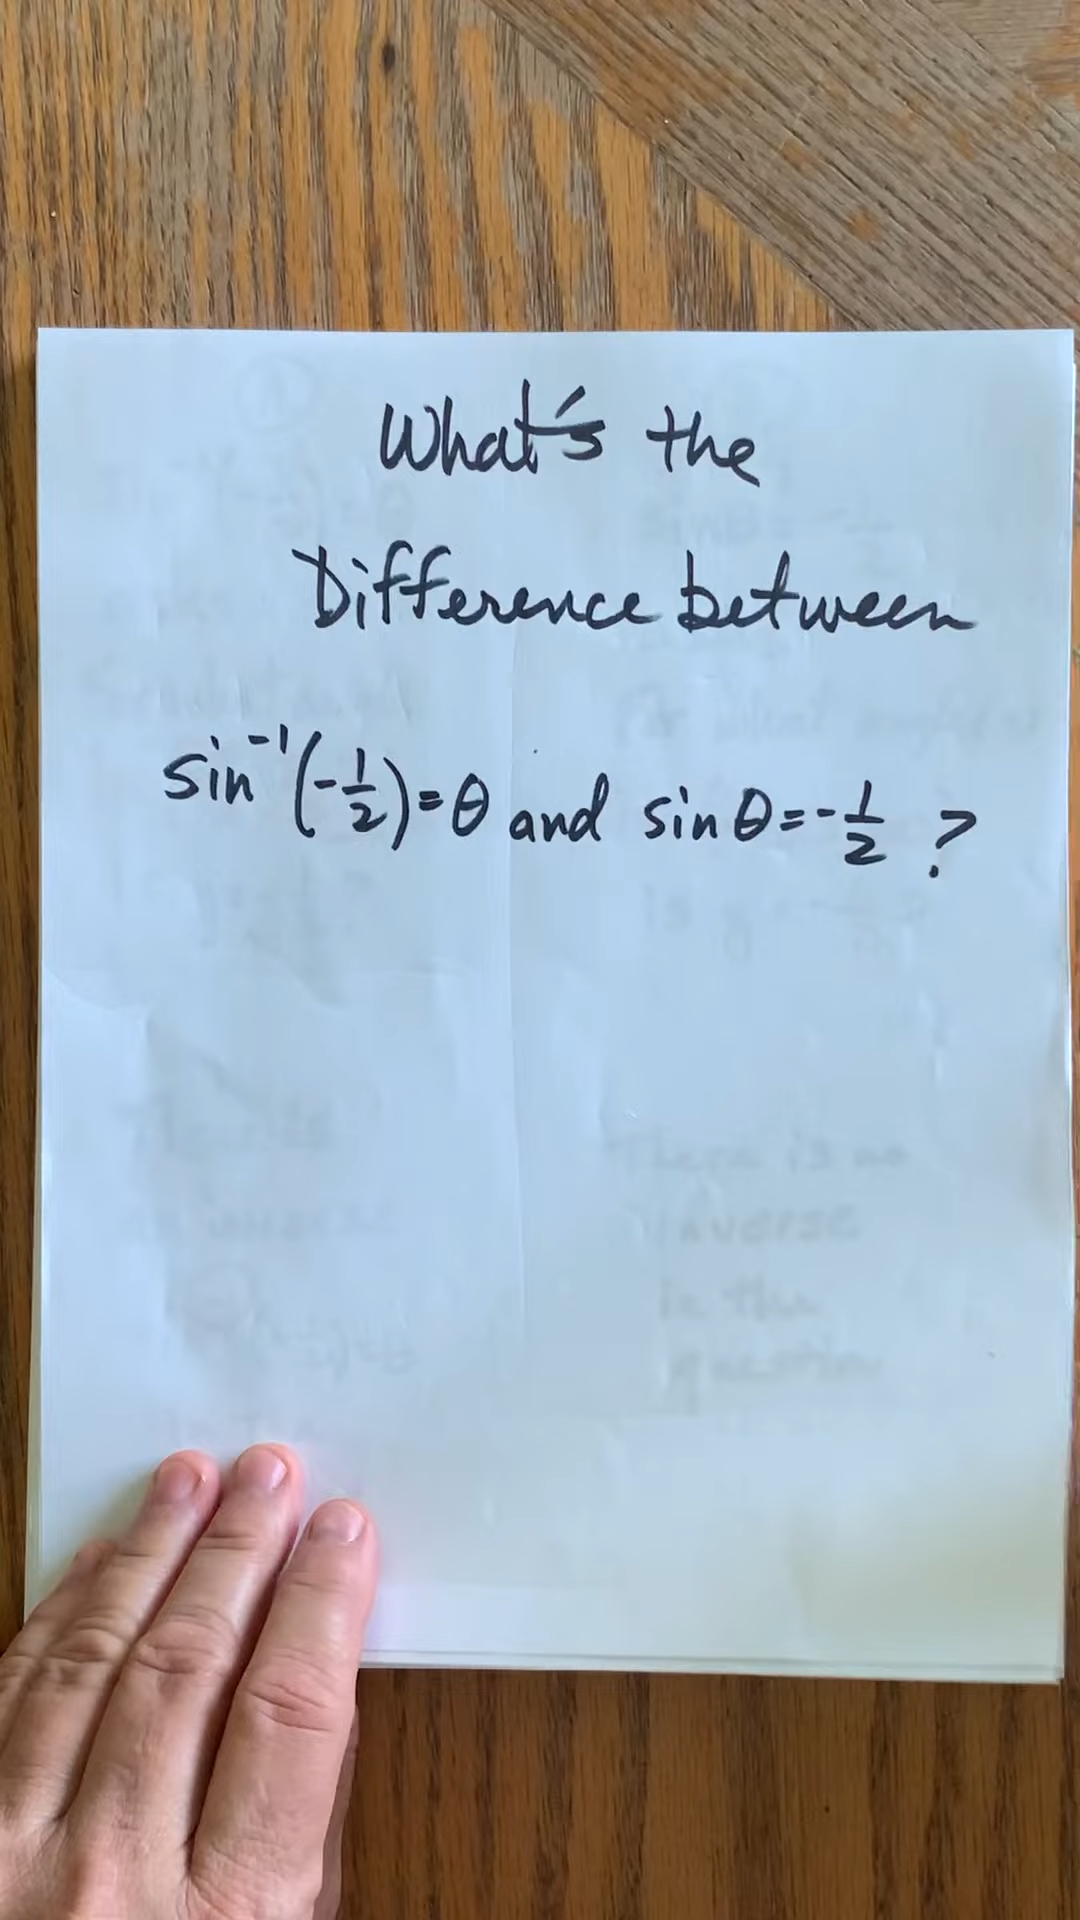 What's the
Difference between
sin⁻¹(-1/2)=θ and sin θ=-1/2 ?